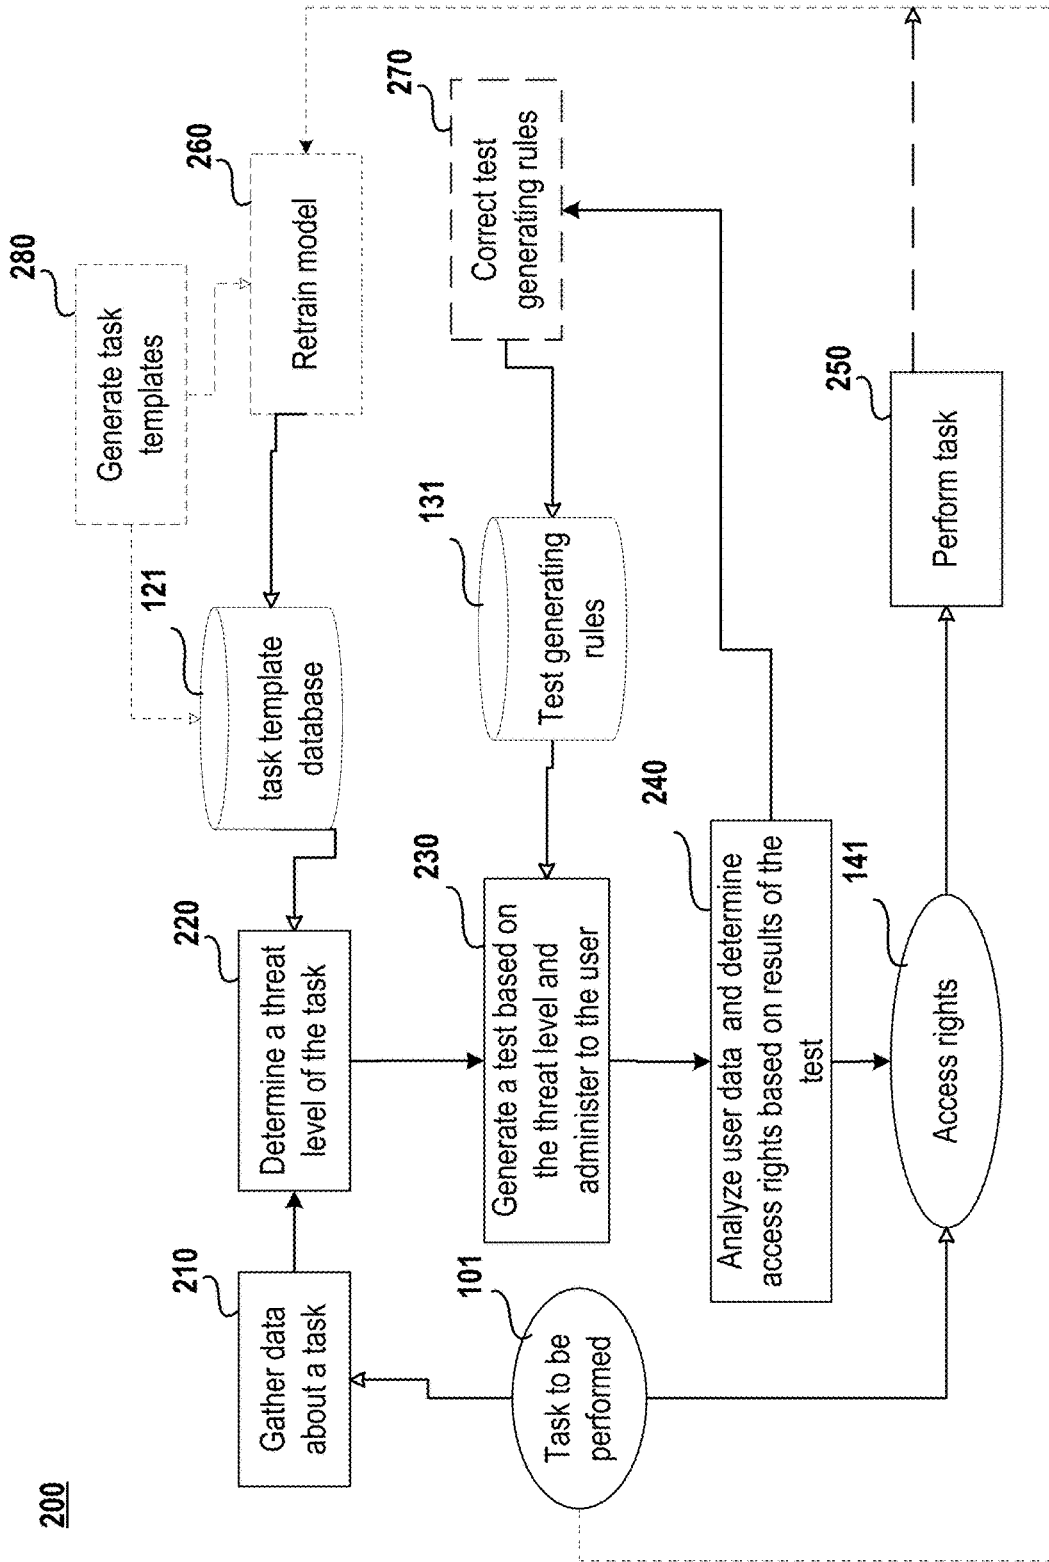 200
210
Gather data
about a task
220
Determine a threat
level of the task
121
task template
database
280
Generate task
templates
260
Retrain model
101
Task to be
performed
230
Generate a test based on
the threat level and
administer to the user
131
Test generating
rules
270
Correct test
generating rules
240
Analyze user data and determine
access rights based on results of the
test
141
Access rights
250
Perform task